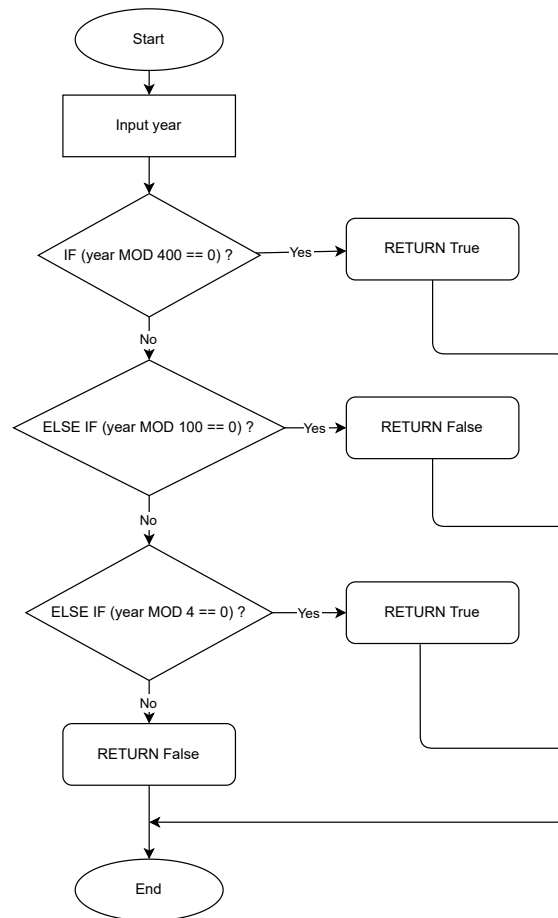 Start
Input year
IF (year MOD 400 == 0) ?
Yes
RETURN True
No
ELSE IF (year MOD 100 == 0) ?
Yes
RETURN False
No
ELSE IF (year MOD 4 == 0) ?
Yes
RETURN True
No
RETURN False
End